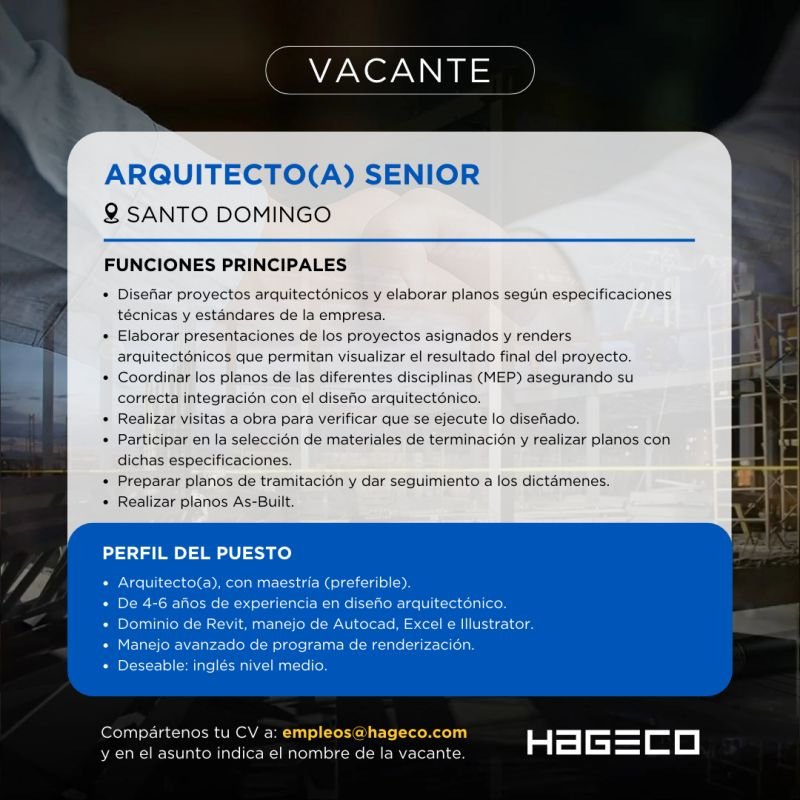 VACANTE
ARQUITECTO(A) SENIOR
SANTO DOMINGO
FUNCIONES PRINCIPALES
• Diseñar proyectos arquitectónicos y elaborar planos según especificaciones
técnicas y estándares de la empresa.
• Elaborar presentaciones de los proyectos asignados y renders
arquitectónicos que permitan visualizar el resultado final del proyecto.
• Coordinar los planos de las diferentes disciplinas (MEP) asegurando su
correcta integración con el diseño arquitectónico.
• Realizar visitas a obra para verificar que se ejecute lo diseñado.
• Participar en la selección de materiales de terminación y realizar planos con
dichas especificaciones.
• Preparar planos de tramitación y dar seguimiento a los dictámenes.
• Realizar planos As-Built.
PERFIL DEL PUESTO
• Arquitecto(a), con maestría (preferible).
• De 4-6 años de experiencia en diseño arquitectónico.
• Dominio de Revit, manejo de Autocad, Excel e Illustrator.
• Manejo avanzado de programa de renderización.
• Deseable: inglés nivel medio.
Compártenos tu CV a: empleos@hageco.com
y en el asunto indica el nombre de la vacante.
HAGECO